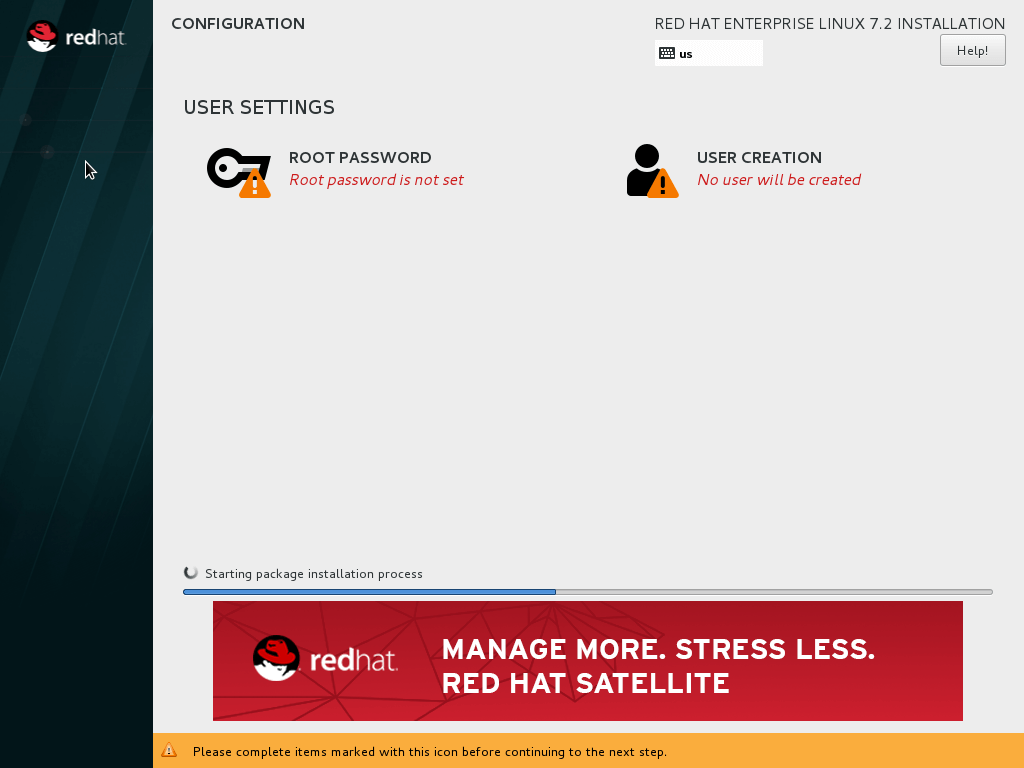 redhat.
CONFIGURATION
RED HAT ENTERPRISE LINUX 7.2 INSTALLATION
us
Help!
USER SETTINGS
ROOT PASSWORD
Root password is not set
USER CREATION
No user will be created
Starting package installation process
redhat.
MANAGE MORE. STRESS LESS.
RED HAT SATELLITE
Please complete items marked with this icon before continuing to the next step.